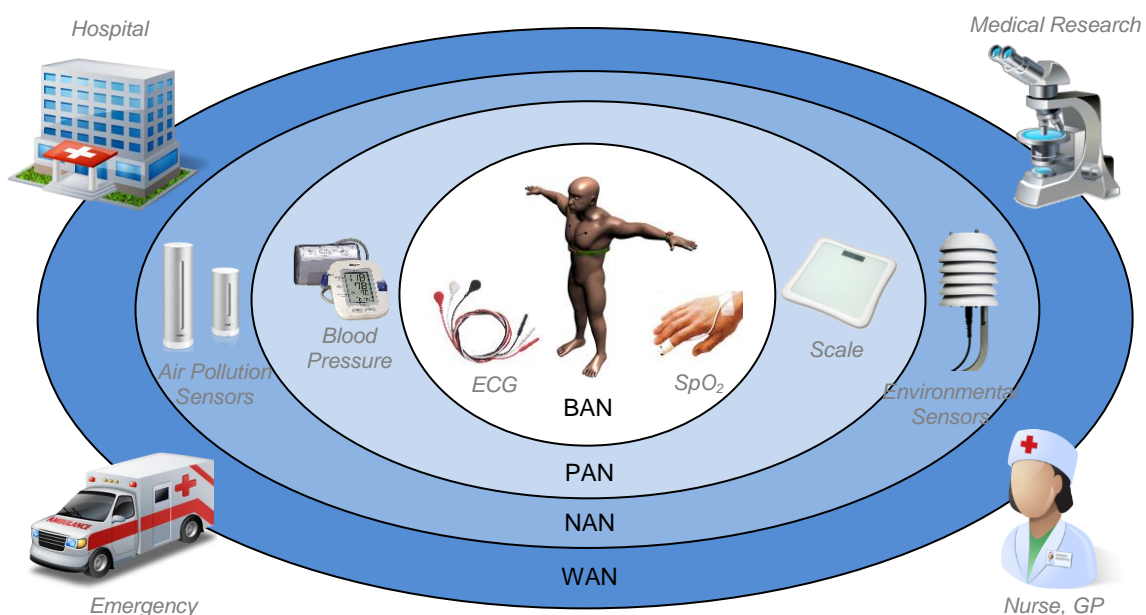 Hospital
Medical Research
Air Pollution
Sensors
Blood
Pressure
ECG
SpO₂
Scale
Environmental
Sensors
BAN
PAN
NAN
WAN
AMBULANCE
Emergency
Nurse, GP